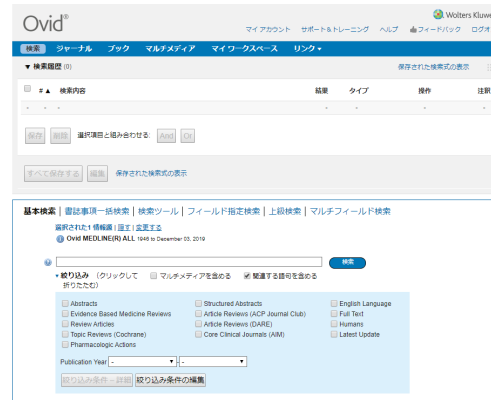 Ovid®
Wolters Kluwe
マイ アカウント サポート&トレーニング ヘルプ フィードバック ログオ
検索 ジャーナル ブック マルチメディア マイ ワークスペース リンク ▾
▼ 検索履歴 (0) 保存された検索式の表示
# ▲ 検索内容 結果 タイプ 操作 注釈
- - - - - - -
保存 削除 選択項目と組み合わせる: And Or
すべて保存する 編集 保存された検索式の表示
基本検索 | 書誌事項一括検索 | 検索ツール | フィールド指定検索 | 上級検索 | マルチフィールド検索
選択された1 情報源 | 隠す | 変更する
Ovid MEDLINE(R) ALL 1946 to December 03, 2019
検索
▾ 絞り込み (クリックして マルチメディアを含める 関連する語句を含める
折りたたむ)
Abstracts Structured Abstracts English Language
Evidence Based Medicine Reviews Article Reviews (ACP Journal Club) Full Text
Review Articles Article Reviews (DARE) Humans
Topic Reviews (Cochrane) Core Clinical Journals (AIM) Latest Update
Pharmacologic Actions
Publication Year - ▼ - - ▼
絞り込み条件 - 詳細 絞り込み条件の編集